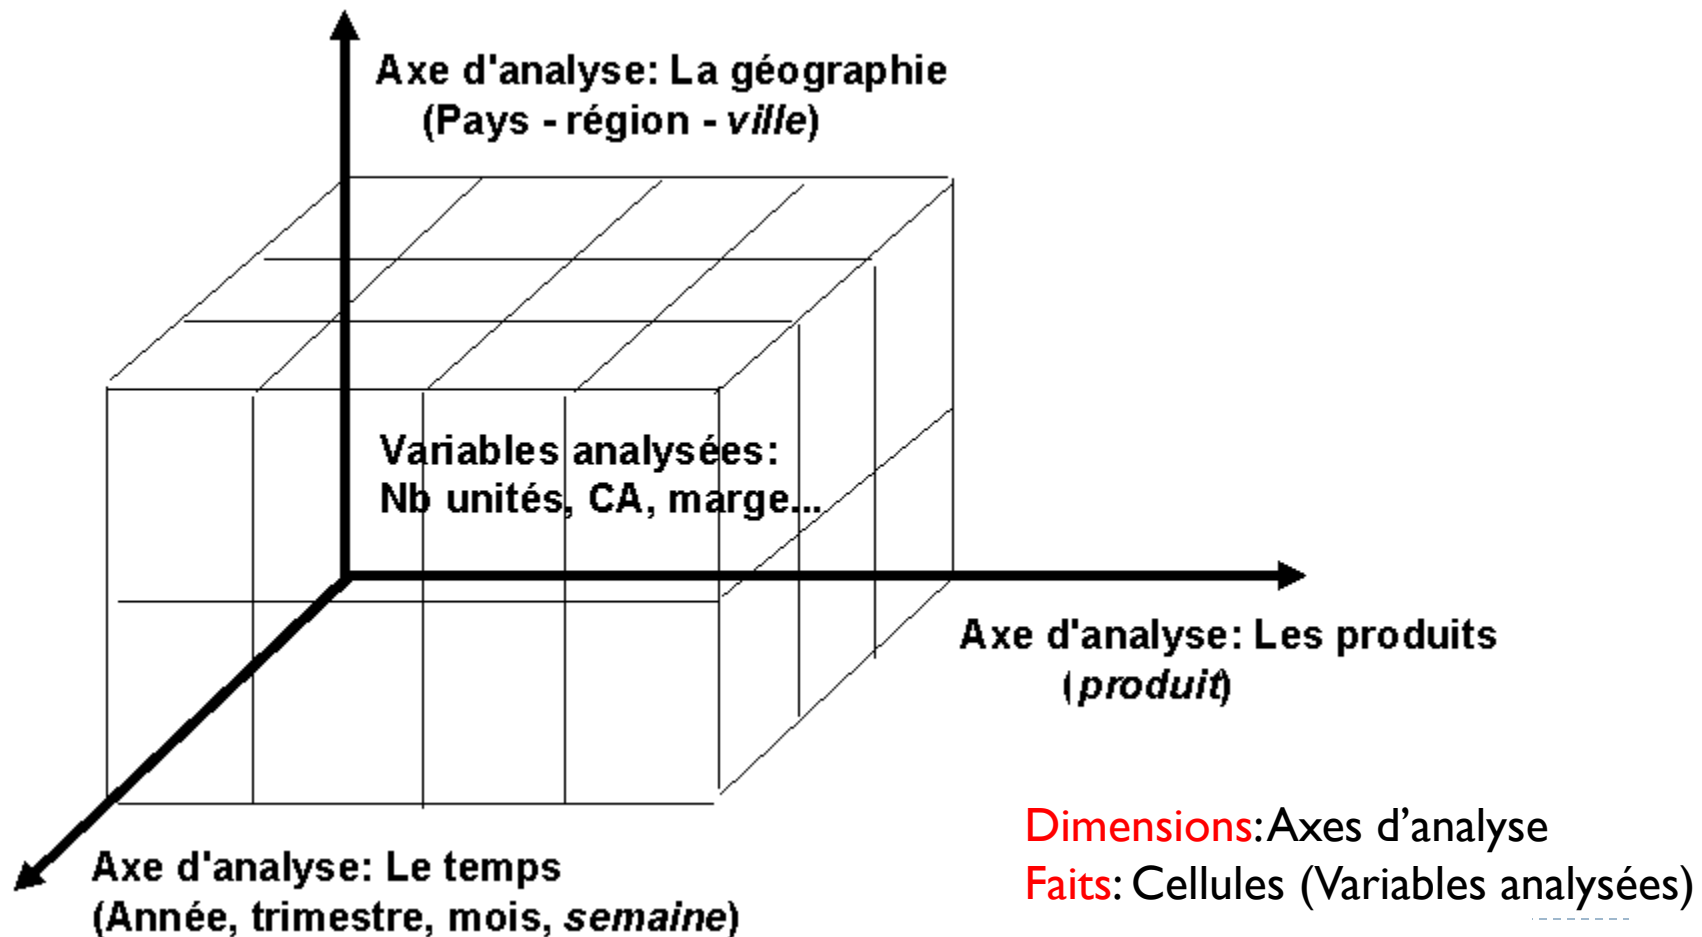 Axe d'analyse: La géographie
(Pays - région - ville)
Variables analysées:
Nb unités, CA, marge...
Axe d'analyse: Les produits
(produit)
Axe d'analyse: Le temps
(Année, trimestre, mois, semaine)
Dimensions: Axes d’analyse
Faits: Cellules (Variables analysées)